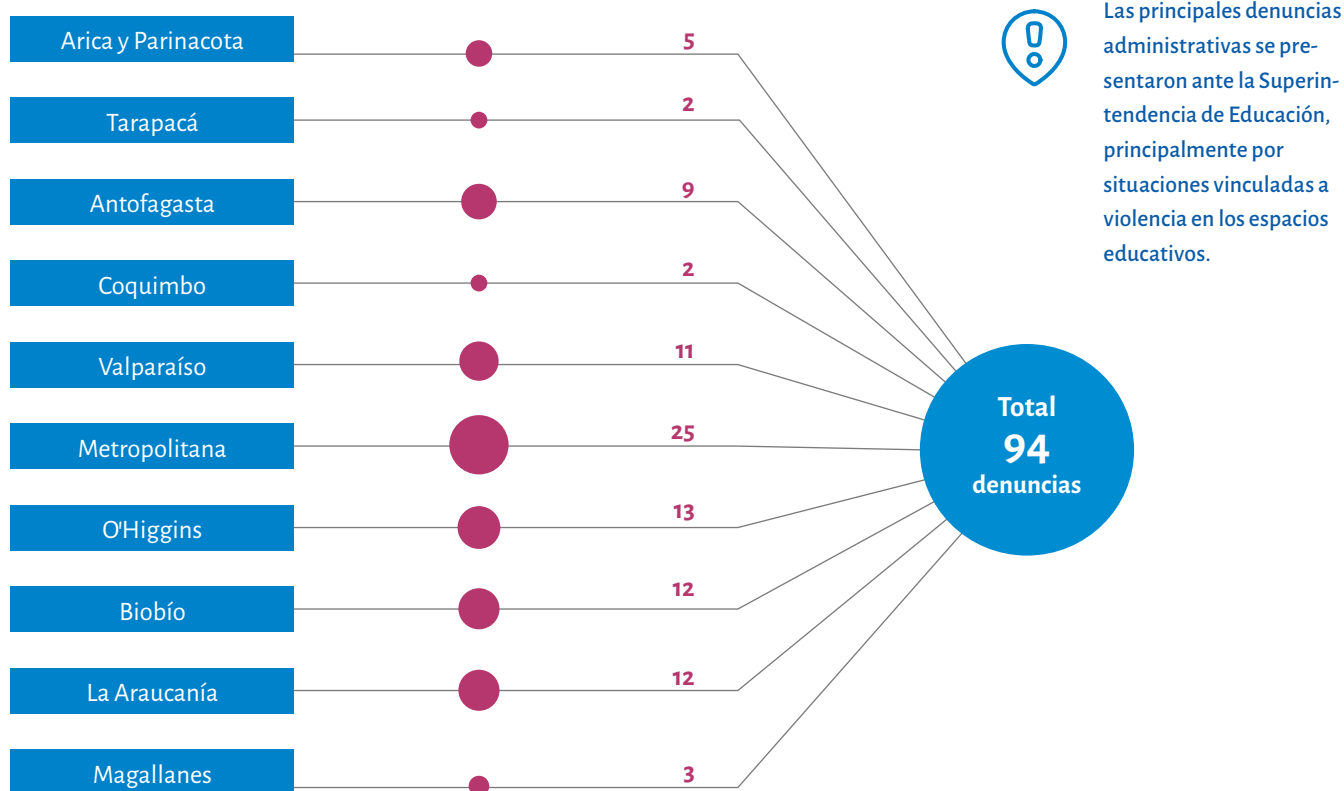 Arica y Parinacota
5
Tarapacá
2
Antofagasta
9
Coquimbo
2
Valparaíso
11
Metropolitana
25
O'Higgins
13
Biobío
12
La Araucanía
12
Magallanes
3
Total
94
denuncias
Las principales denuncias
administrativas se pre-
sentaron ante la Superin-
tendencia de Educación,
principalmente por
situaciones vinculadas a
violencia en los espacios
educativos.